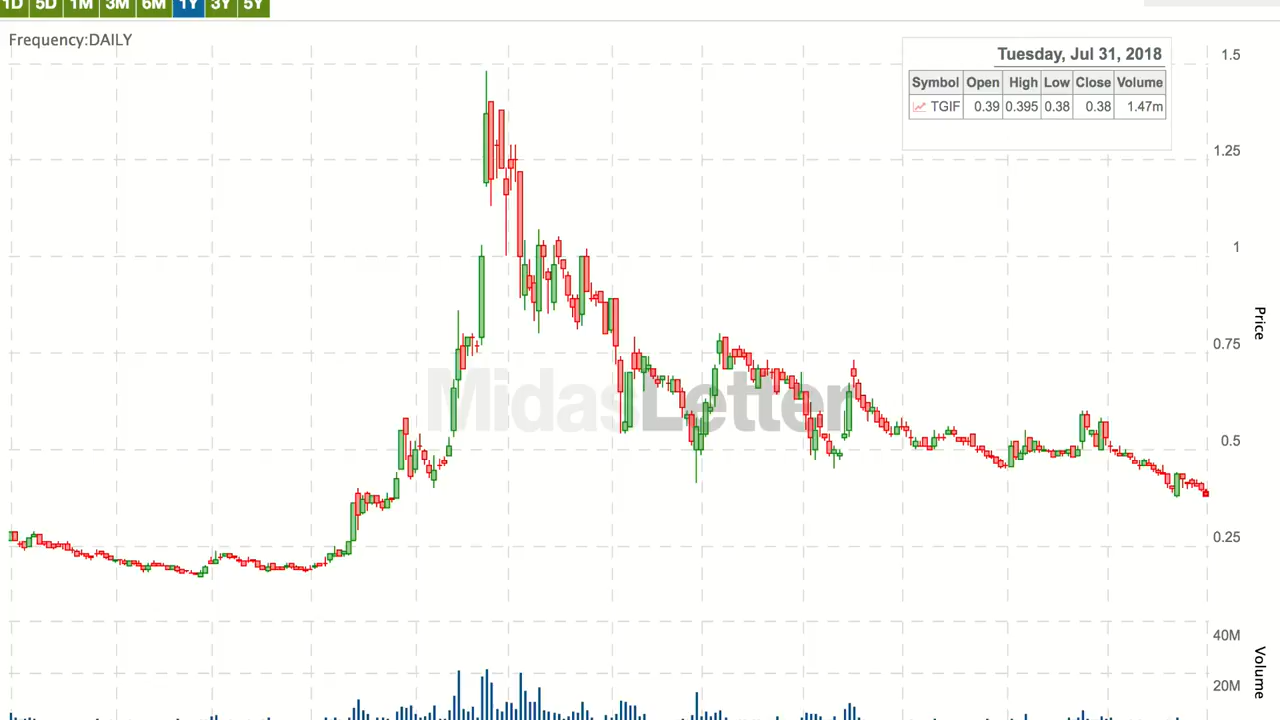 1D 5D 1M 3M 6M 1Y 3Y 5Y
Frequency:DAILY
Tuesday, Jul 31, 2018
Symbol Open High Low Close Volume
TGIF 0.39 0.395 0.38 0.38 1.47m
1.5
1.25
1
0.75
0.5
0.25
Price
MidasLetter
40M
20M
Volume